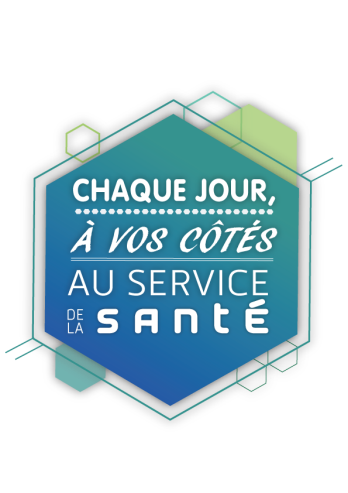 CHAQUE JOUR,
À VOS CÔTÉS
AU SERVICE
DE LA SANTÉ